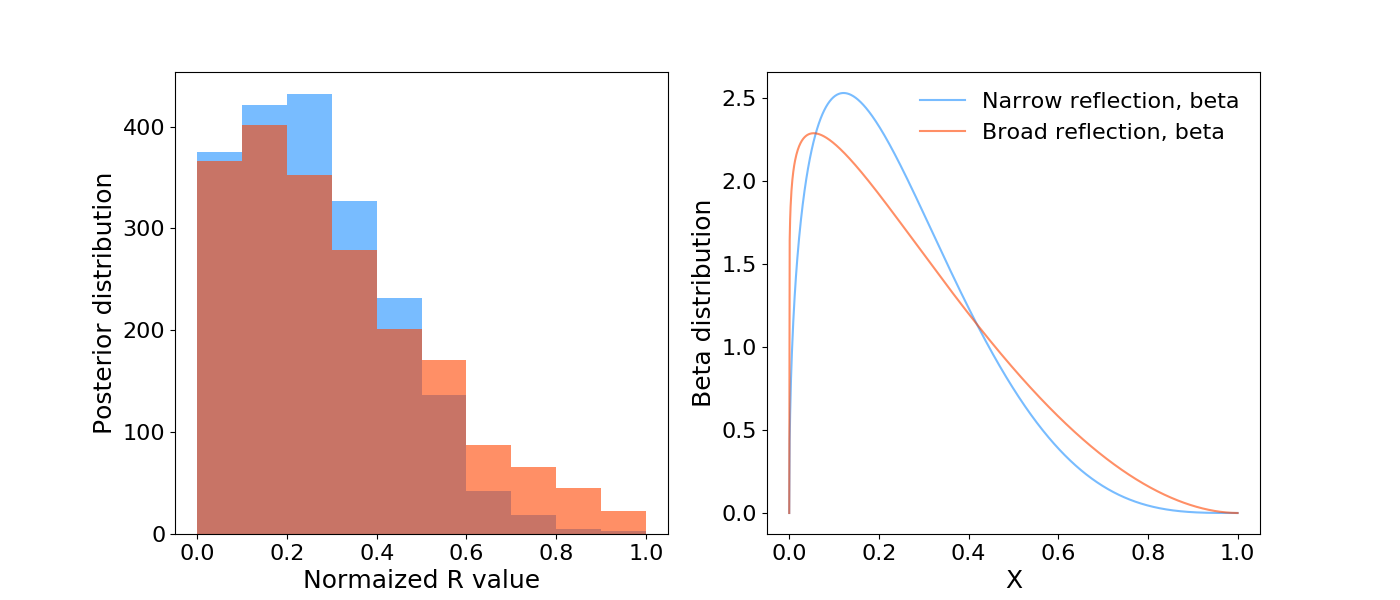 Posterior distribution
400
300
200
100
0
0.0 0.2 0.4 0.6 0.8 1.0
Normaized R value
Beta distribution
2.5
2.0
1.5
1.0
0.5
0.0
0.0 0.2 0.4 0.6 0.8 1.0
X
Narrow reflection, beta
Broad reflection, beta